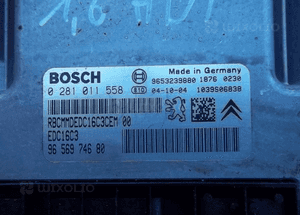 1,6 HDI
BOSCH
Made in Germany
9653239880 1876 0230
0 281 011 558
04-10-04 1039S06838
RBCMMDEDC16C3CEM 00
EDC16C3
96 569 746 80